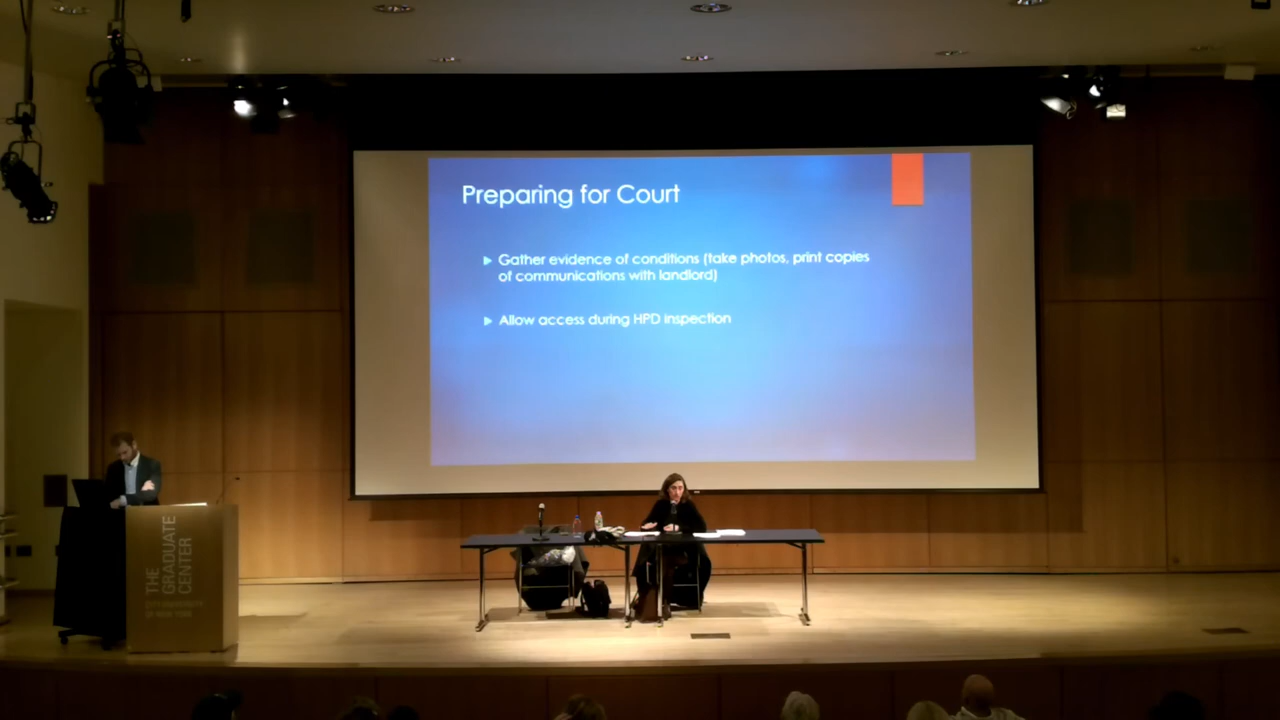 Preparing for Court
Gather evidence of conditions (take photos, print copies
of communications with landlord)
Allow access during HPD inspection
THE
GRADUATE
CENTER